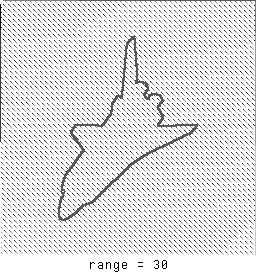 range = 30